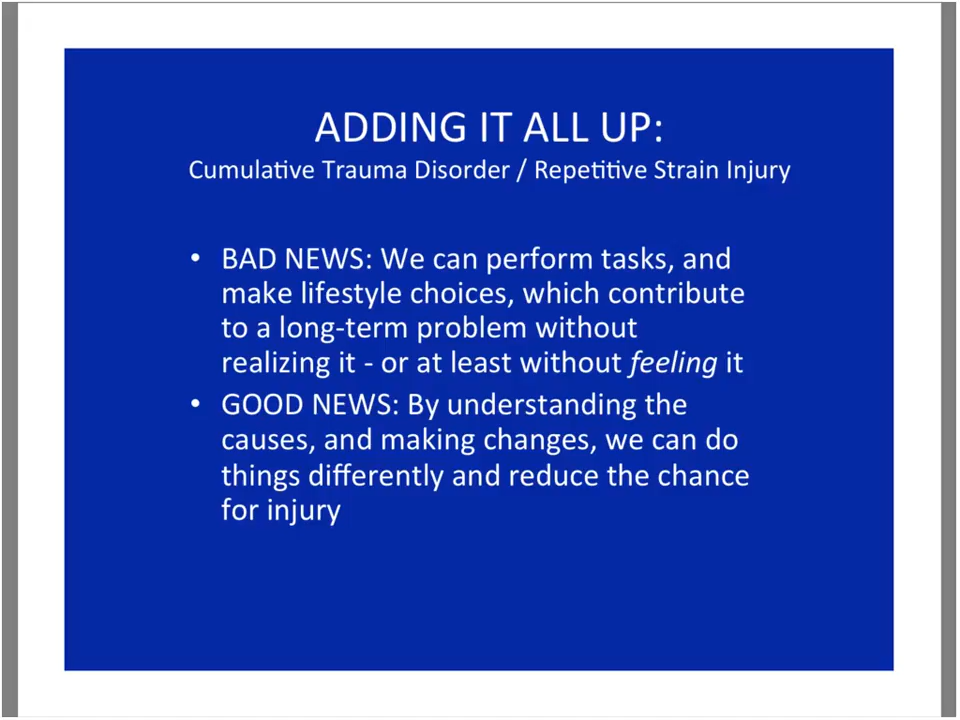 ADDING IT ALL UP:
Cumulative Trauma Disorder / Repetitive Strain Injury
• BAD NEWS: We can perform tasks, and
make lifestyle choices, which contribute
to a long-term problem without
realizing it - or at least without feeling it
• GOOD NEWS: By understanding the
causes, and making changes, we can do
things differently and reduce the chance
for injury